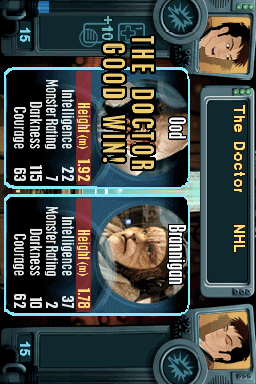 The Doctor NHL
Ood
Height (m) 1.92
Intelligence 22
Monster Rating 7
Darkness 115
Courage 63
Brannigan
Height (m) 1.78
Intelligence 37
Monster Rating 2
Darkness 10
Courage 62
THE DOCTOR
GOOD WIN!
15
+10
15